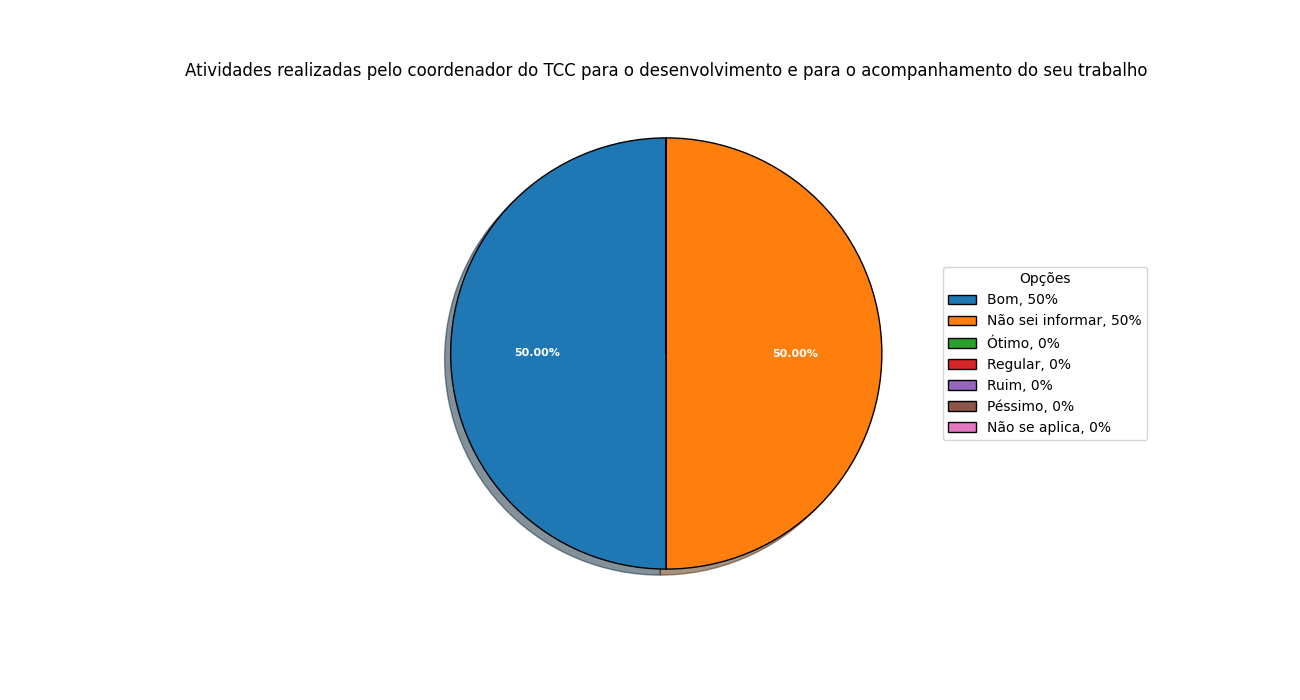 Atividades realizadas pelo coordenador do TCC para o desenvolvimento e para o acompanhamento do seu trabalho
50.00%
50.00%
Opções
Bom, 50%
Não sei informar, 50%
Ótimo, 0%
Regular, 0%
Ruim, 0%
Péssimo, 0%
Não se aplica, 0%